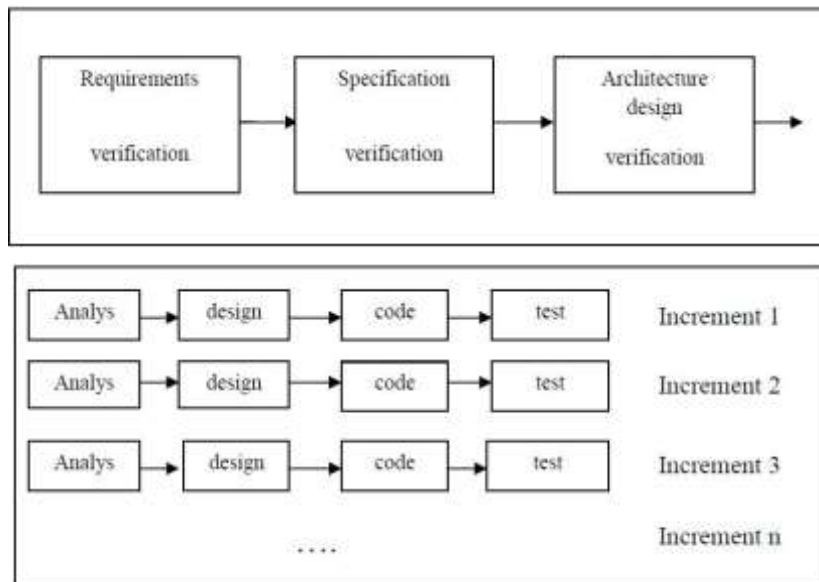 Requirements
verification
Specification
verification
Architecture
design
verification
Analys
design
code
test
Increment 1
Analys
design
code
test
Increment 2
Analys
design
code
test
Increment 3
....
Increment n